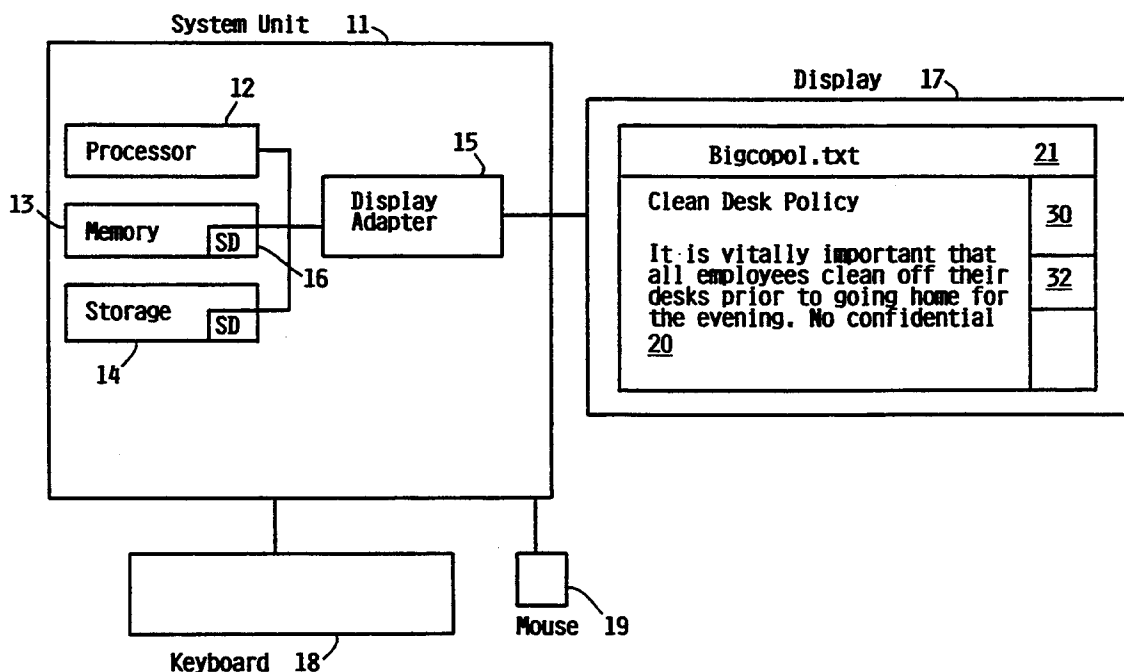 System Unit 11
Display 17
12
Processor
15
Bigcopol.txt 21
13
Memory
SD
16
Display
Adapter
Clean Desk Policy
30
It is vitally important that
all employees clean off their
desks prior to going home for
the evening. No confidential
20
32
Storage
SD
14
Mouse 19
Keyboard 18